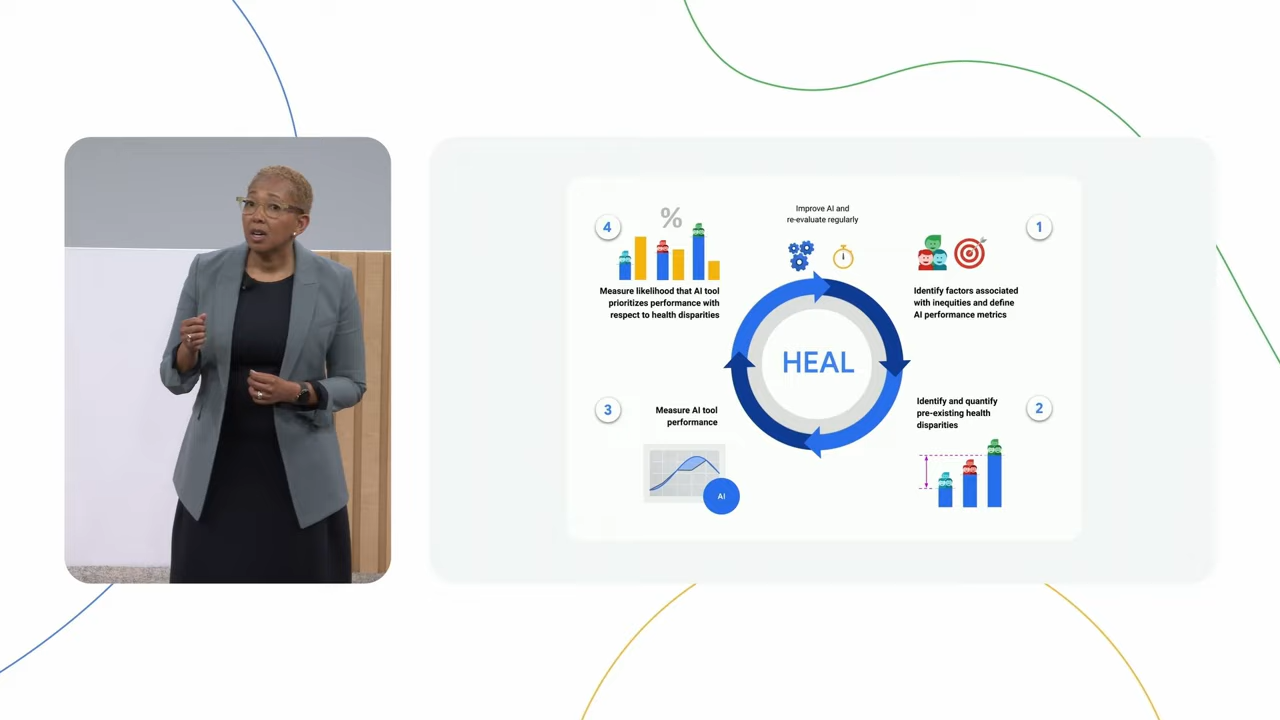 4
%
Measure likelihood that AI tool
prioritizes performance with
respect to health disparities
Improve AI and
re-evaluate regularly
1
Identify factors associated
with inequities and define
AI performance metrics
HEAL
3
Measure AI tool
performance
AI
Identify and quantify
pre-existing health
disparities
2